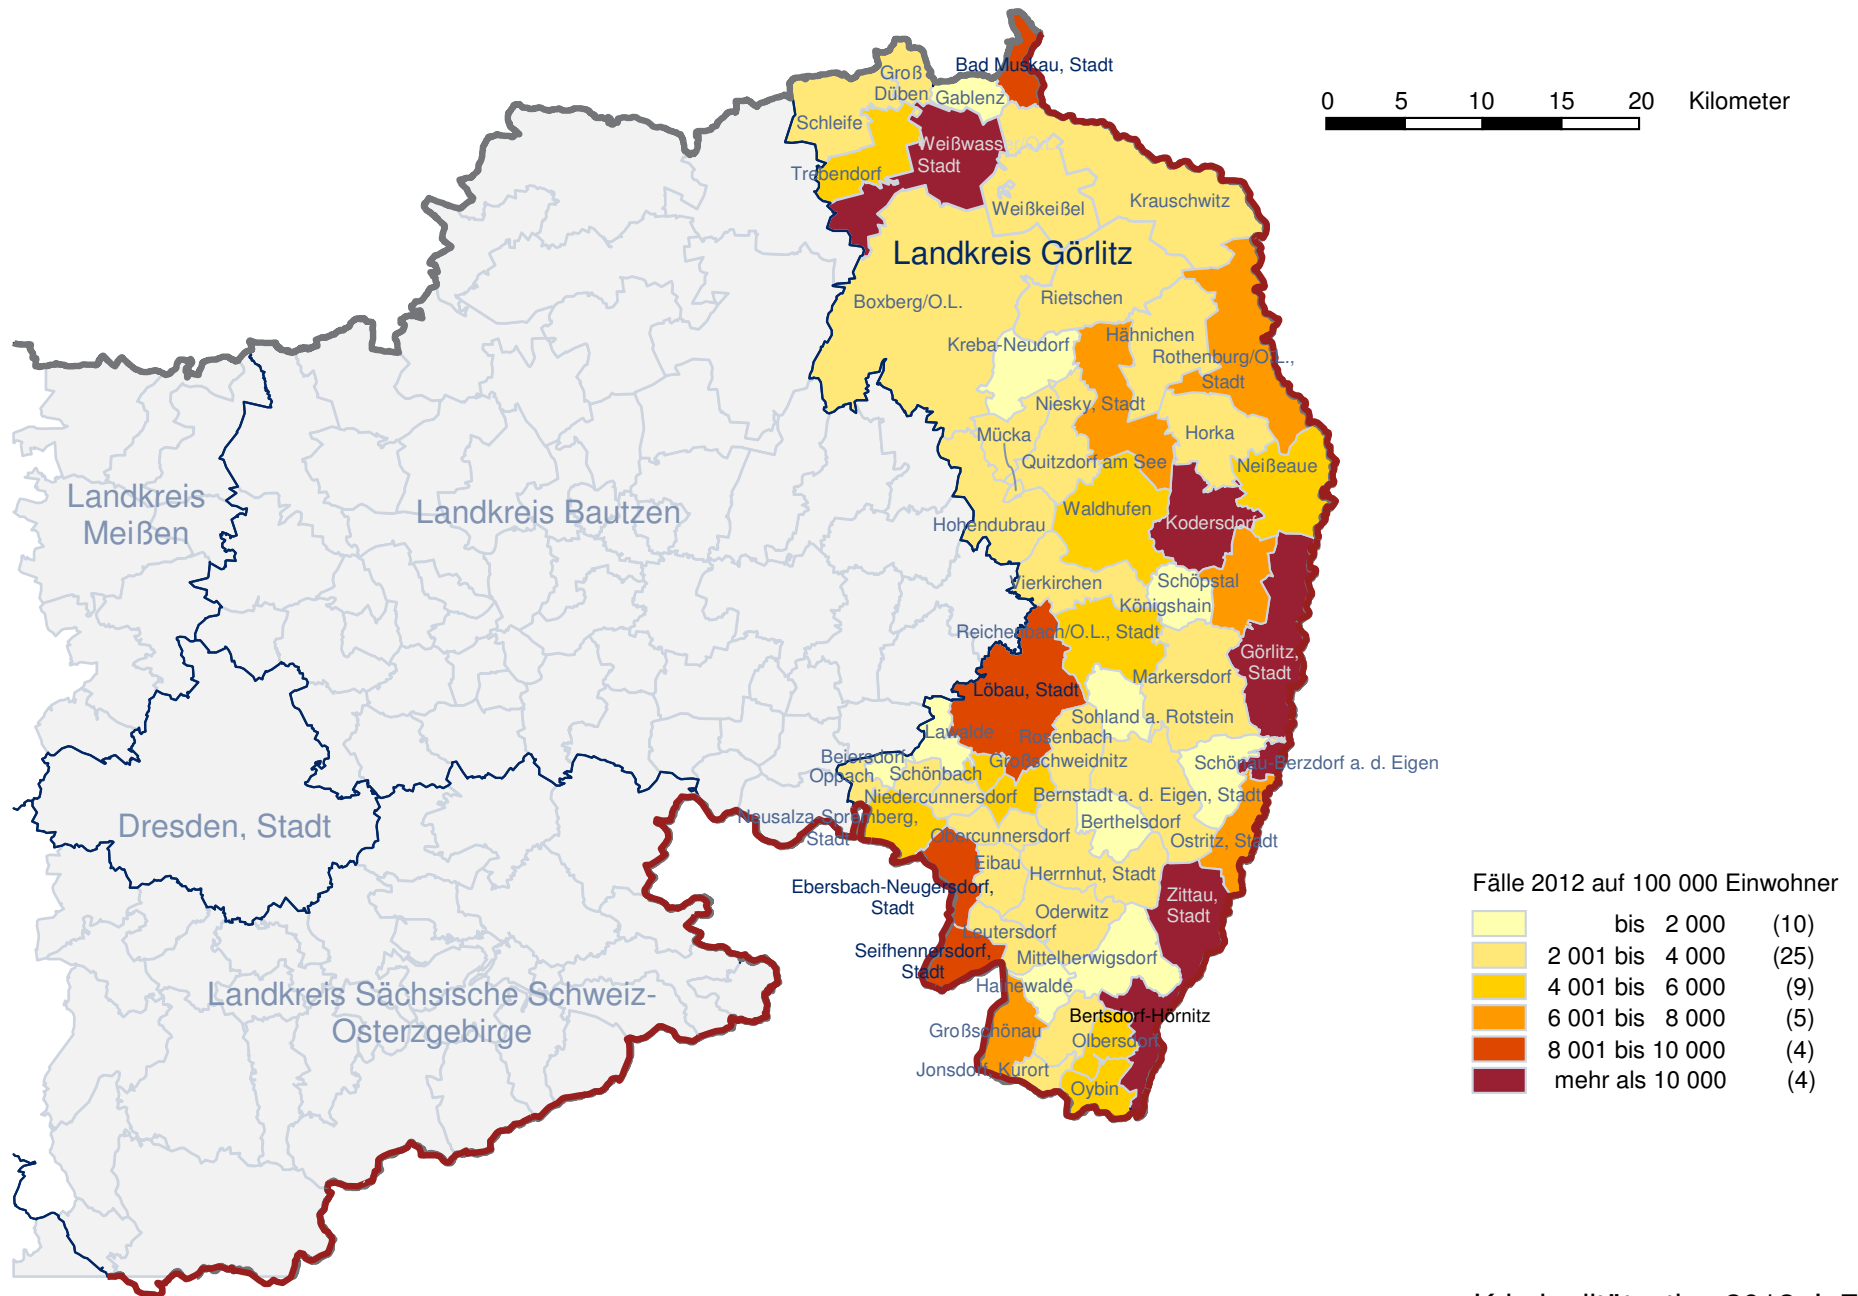 Bad Muskau, Stadt
Groß
Düben
Gablenz
0 5 10 15 20 Kilometer
Schleife
Weißwasser/O.L.,
Stadt
Trebendorf
Weißkeißel
Krauschwitz
Landkreis Görlitz
Boxberg/O.L.
Rietschen
Kreba-Neudorf
Hähnichen
Rothenburg/O.L.,
Stadt
Niesky, Stadt
Mücka
Horka
Quitzdorf am See
Neißeaue
Landkreis
Meißen
Landkreis Bautzen
Waldhufen
Kodersdorf
Hohendubrau
Vierkirchen
Schöpstal
Königshain
Reichenbach/O.L., Stadt
Görlitz,
Stadt
Markersdorf
Löbau, Stadt
Sohland a. Rotstein
Lawalde
Rosenbach
Beiersdorf
Großschweidnitz
Schönau-Berzdorf a. d. Eigen
Oppach
Schönbach
Niedercunnersdorf
Bernstadt a. d. Eigen, Stadt
Neusalza-Spremberg,
Stadt
Berthelsdorf
Dresden, Stadt
Obercunnersdorf
Ostritz, Stadt
Eibau
Herrnhut, Stadt
Ebersbach-Neugersdorf,
Stadt
Zittau,
Stadt
Oderwitz
Leutersdorf
Seifhennersdorf,
Stadt
Mittelherwigsdorf
Hainewalde
Landkreis Sächsische Schweiz-
Osterzgebirge
Bertsdorf-Hörnitz
Großschönau
Olbersdorf
Jonsdorf, Kurort
Oybin
Fälle 2012 auf 100 000 Einwohner
bis 2 000 (10)
2 001 bis 4 000 (25)
4 001 bis 6 000 (9)
6 001 bis 8 000 (5)
8 001 bis 10 000 (4)
mehr als 10 000 (4)